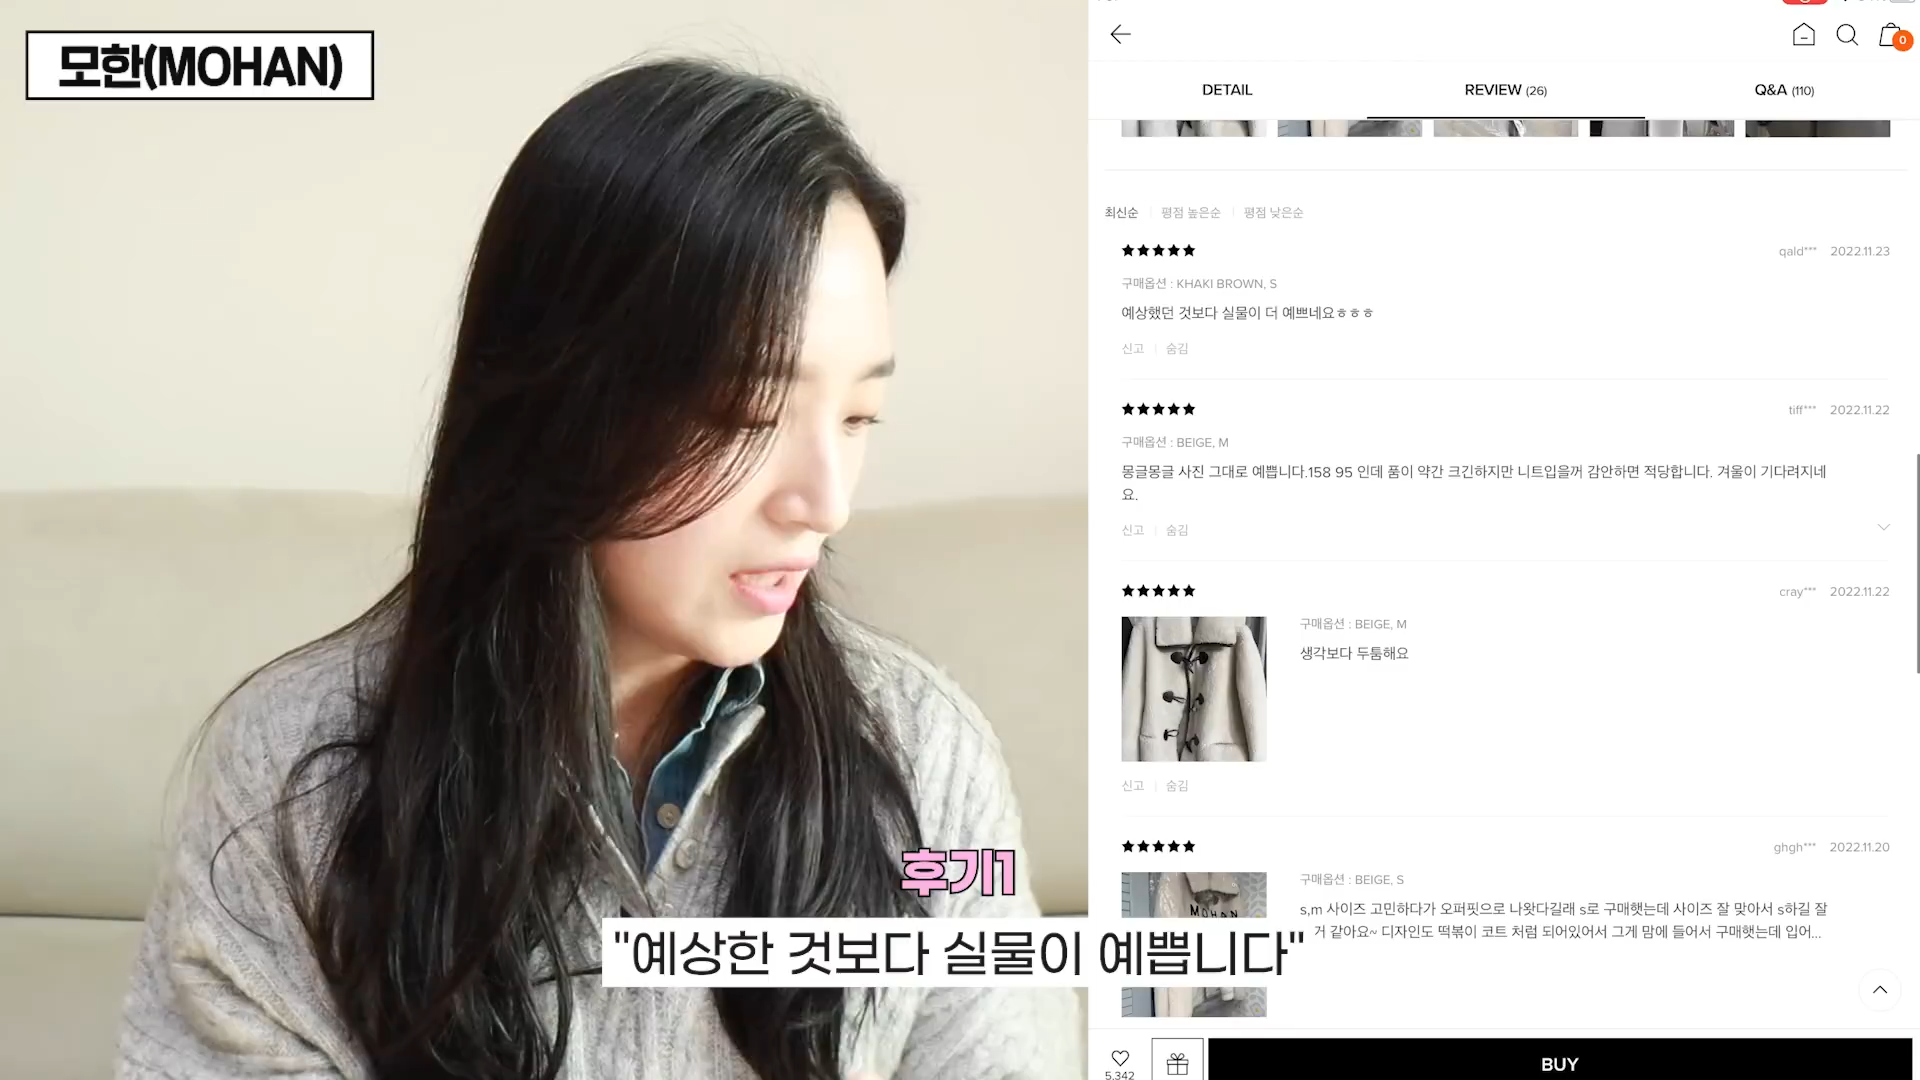 모한(MOHAN)
0
DETAIL
REVIEW (26)
Q&A (110)
최신순
평점 높은순
평점 낮은순
★★★★★
qald***
2022.11.23
구매옵션 : KHAKI BROWN, S
예상했던 것보다 실물이 더 예쁘네요ㅎㅎㅎ
신고
숨김
★★★★★
tiff***
2022.11.22
구매옵션 : BEIGE, M
몽글몽글 사진 그대로 예쁩니다.158 95 인데 품이 약간 크긴하지만 니트입을꺼 감안하면 적당합니다. 겨울이 기다려지네
요.
신고
숨김
★★★★★
cray***
2022.11.22
구매옵션 : BEIGE, M
생각보다 두툼해요
신고
숨김
★★★★★
ghgh***
2022.11.20
구매옵션 : BEIGE, S
MOHAN
s,m 사이즈 고민하다가 오퍼핏으로 나왓다길래 s로 구매햇는데 사이즈 잘 맞아서 s하길 잘
거 같아요~ 디자인도 떡볶이 코트 처럼 되어있어서 그게 맘에 들어서 구매햇는데 입어...
후기1
"예상한 것보다 실물이 예쁩니다"
5,342
BUY